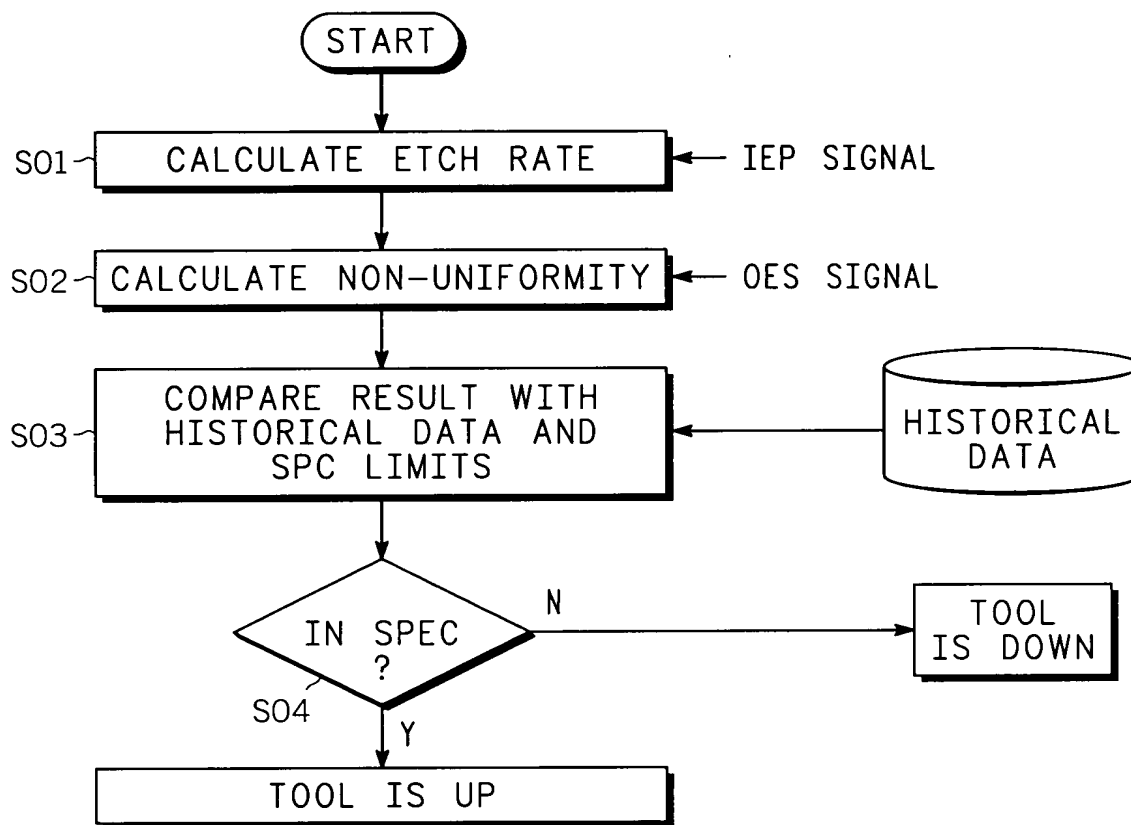 START
S01
CALCULATE ETCH RATE
IEP SIGNAL
S02
CALCULATE NON-UNIFORMITY
OES SIGNAL
S03
COMPARE RESULT WITH
HISTORICAL DATA AND
SPC LIMITS
HISTORICAL
DATA
IN SPEC
?
S04
N
TOOL
IS DOWN
Y
TOOL IS UP